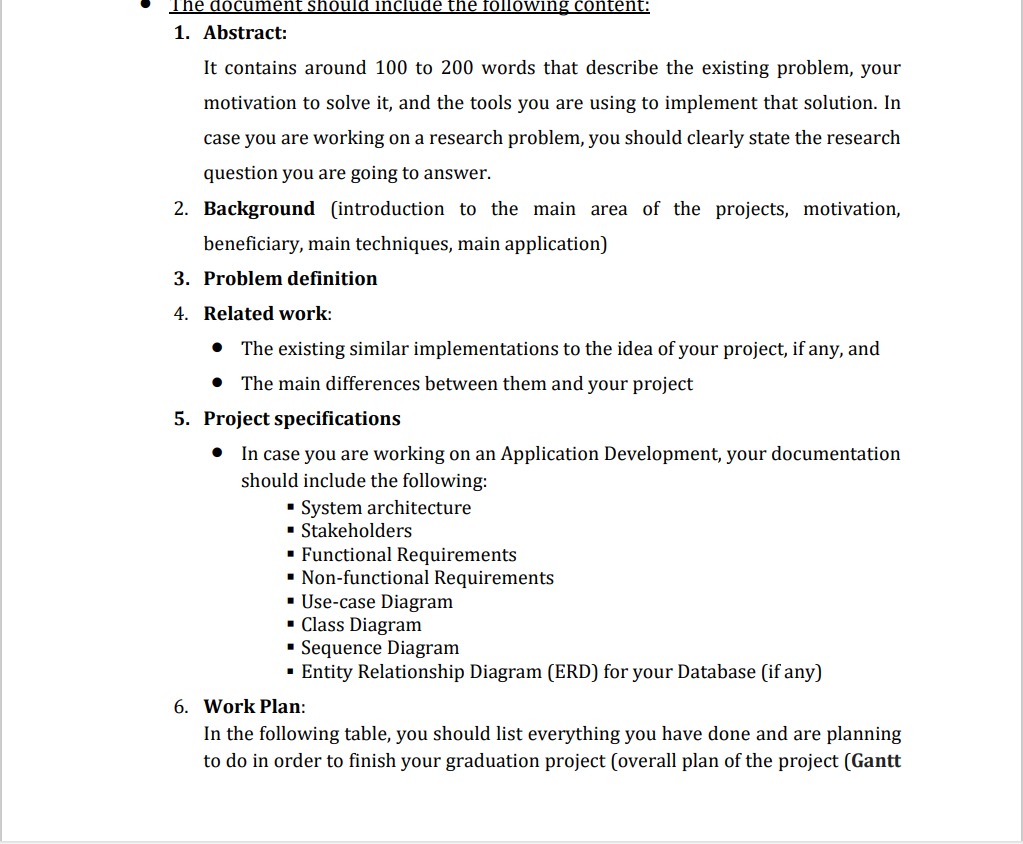 ● The document should include the following content:
1. Abstract:
It contains around 100 to 200 words that describe the existing problem, your
motivation to solve it, and the tools you are using to implement that solution. In
case you are working on a research problem, you should clearly state the research
question you are going to answer.
2. Background (introduction to the main area of the projects, motivation,
beneficiary, main techniques, main application)
3. Problem definition
4. Related work:
● The existing similar implementations to the idea of your project, if any, and
● The main differences between them and your project
5. Project specifications
● In case you are working on an Application Development, your documentation
should include the following:
▪ System architecture
▪ Stakeholders
▪ Functional Requirements
▪ Non-functional Requirements
▪ Use-case Diagram
▪ Class Diagram
▪ Sequence Diagram
▪ Entity Relationship Diagram (ERD) for your Database (if any)
6. Work Plan:
In the following table, you should list everything you have done and are planning
to do in order to finish your graduation project (overall plan of the project (Gantt